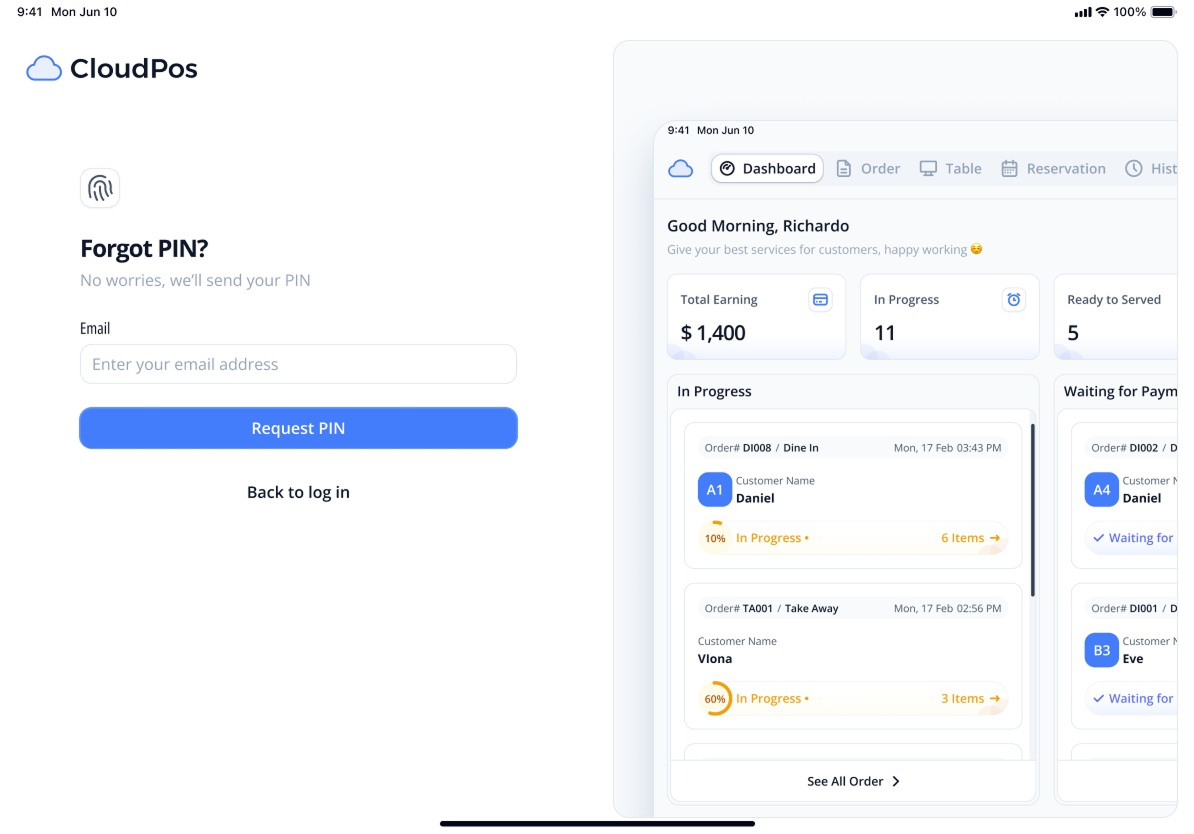 9:41 Mon Jun 10
100%
CloudPos
Forgot PIN?
No worries, we'll send your PIN
Email
Enter your email address
Request PIN
Back to log in
9:41 Mon Jun 10
Dashboard Order Table Reservation Hist
Good Morning, Richardo
Give your best services for customers, happy working 😊
Total Earning
$ 1,400
In Progress
11
Ready to Served
5
In Progress
Order# DI008 / Dine In Mon, 17 Feb 03:43 PM
A1
Customer Name
Daniel
10% In Progress • 6 Items →
Order# TA001 / Take Away Mon, 17 Feb 02:56 PM
Customer Name
Vlona
60% In Progress • 3 Items →
See All Order
Waiting for Paym
Order# DI002 / D
A4
Customer N
Daniel
Waiting for
Order# DI001 / D
B3
Customer N
Eve
Waiting for